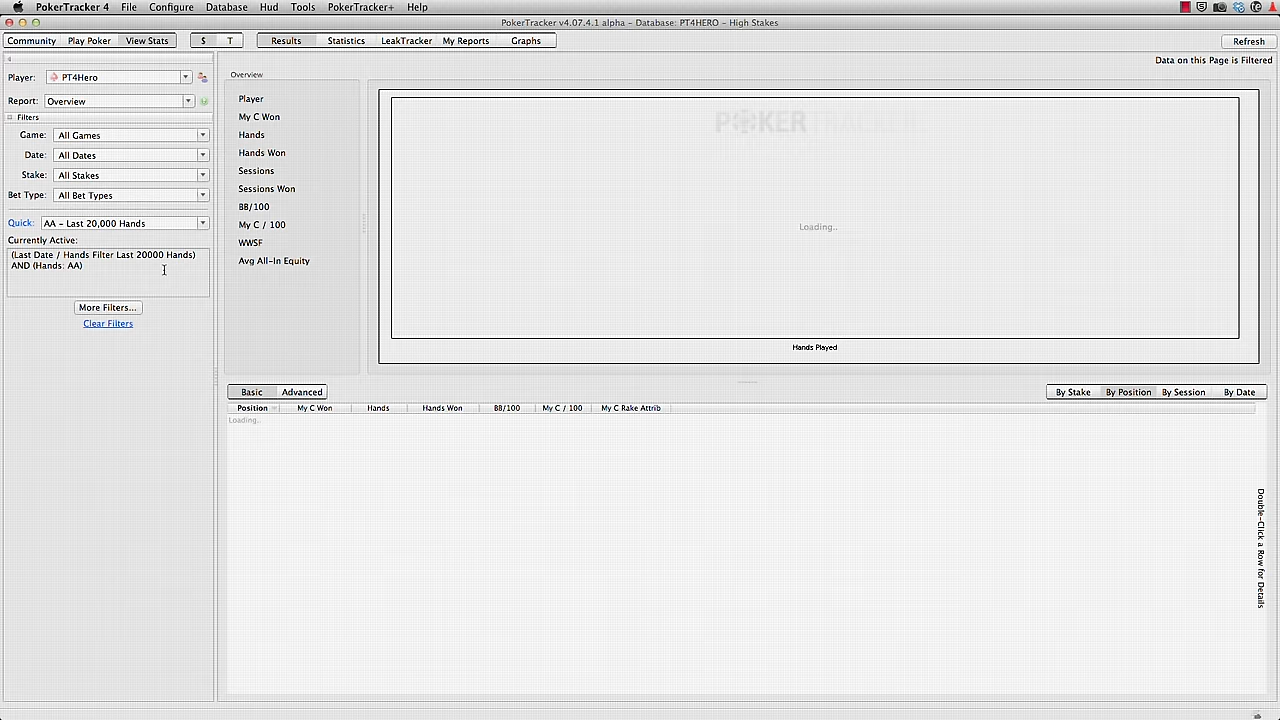 PokerTracker 4 File Configure Database Hud Tools PokerTracker+ Help
PokerTracker v4.07.4.1 alpha - Database: PT4HERO - High Stakes
Community Play Poker View Stats $ T Results Statistics LeakTracker My Reports Graphs Refresh
Data on this Page is Filtered
Player: PT4Hero
Report: Overview
Filters
Game: All Games
Date: All Dates
Stake: All Stakes
Bet Type: All Bet Types
Quick: AA - Last 20,000 Hands
Currently Active:
(Last Date / Hands Filter Last 20000 Hands)
AND (Hands: AA)
More Filters...
Clear Filters
Overview
Player
My C Won
Hands
Hands Won
Sessions
Sessions Won
BB/100
My C / 100
WWSF
Avg All-In Equity
POKERTRACKER
Loading..
Hands Played
Basic Advanced By Stake By Position By Session By Date
Position My C Won Hands Hands Won BB/100 My C / 100 My C Rake Attrib
Loading..
Double-Click a Row for Details